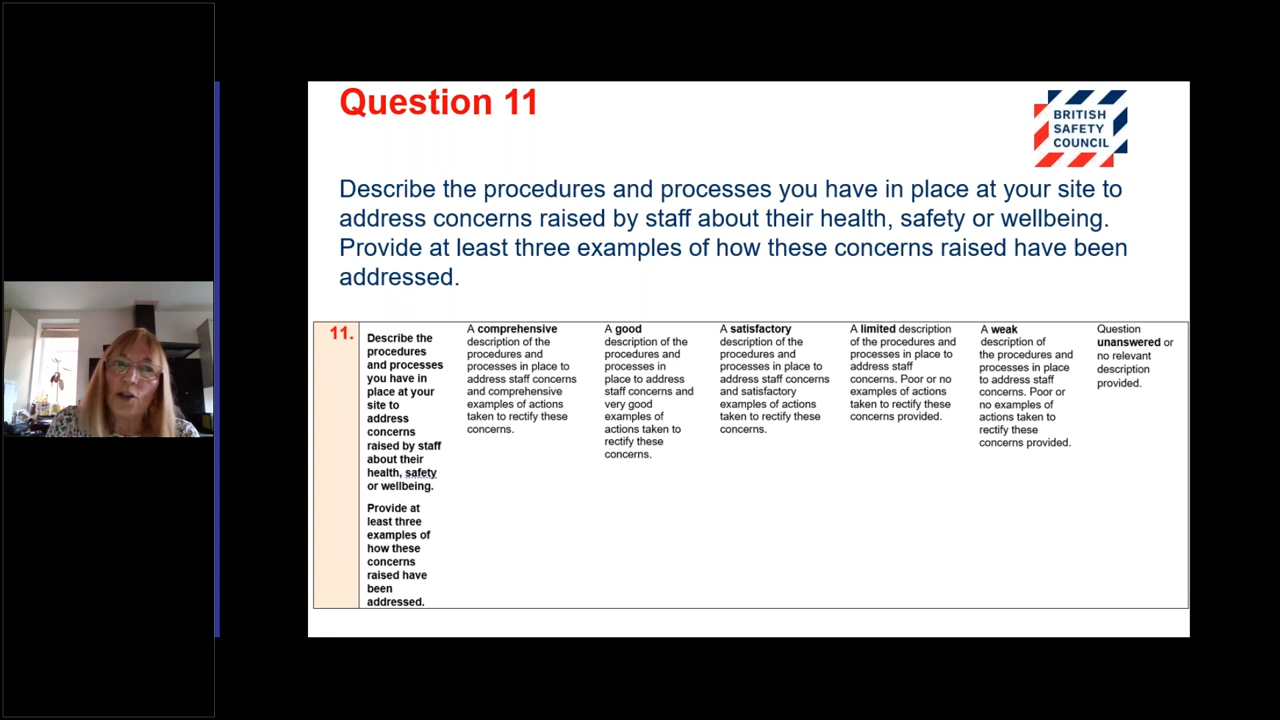 Question 11
BRITISH
SAFETY
COUNCIL
Describe the procedures and processes you have in place at your site to
address concerns raised by staff about their health, safety or wellbeing.
Provide at least three examples of how these concerns raised have been
addressed.
11.
Describe the
procedures
and processes
you have in
place at your
site to
address
concerns
raised by staff
about their
health, safety
or wellbeing.
Provide at
least three
examples of
how these
concerns
raised have
been
addressed.
A comprehensive
description of the
procedures and
processes in place to
address staff concerns
and comprehensive
examples of actions
taken to rectify these
concerns.
A good
description of the
procedures and
processes in
place to address
staff concerns and
very good
examples of
actions taken to
rectify these
concerns.
A satisfactory
description of the
procedures and
processes in place to
address staff concerns
and satisfactory
examples of actions
taken to rectify these
concerns.
A limited description
of the procedures and
processes in place to
address staff
concerns. Poor or no
examples of actions
taken to rectify these
concerns provided.
A weak
description of
the procedures and
processes in place
to address staff
concerns. Poor or
no examples of
actions taken to
rectify these
concerns provided.
Question
unanswered or
no relevant
description
provided.